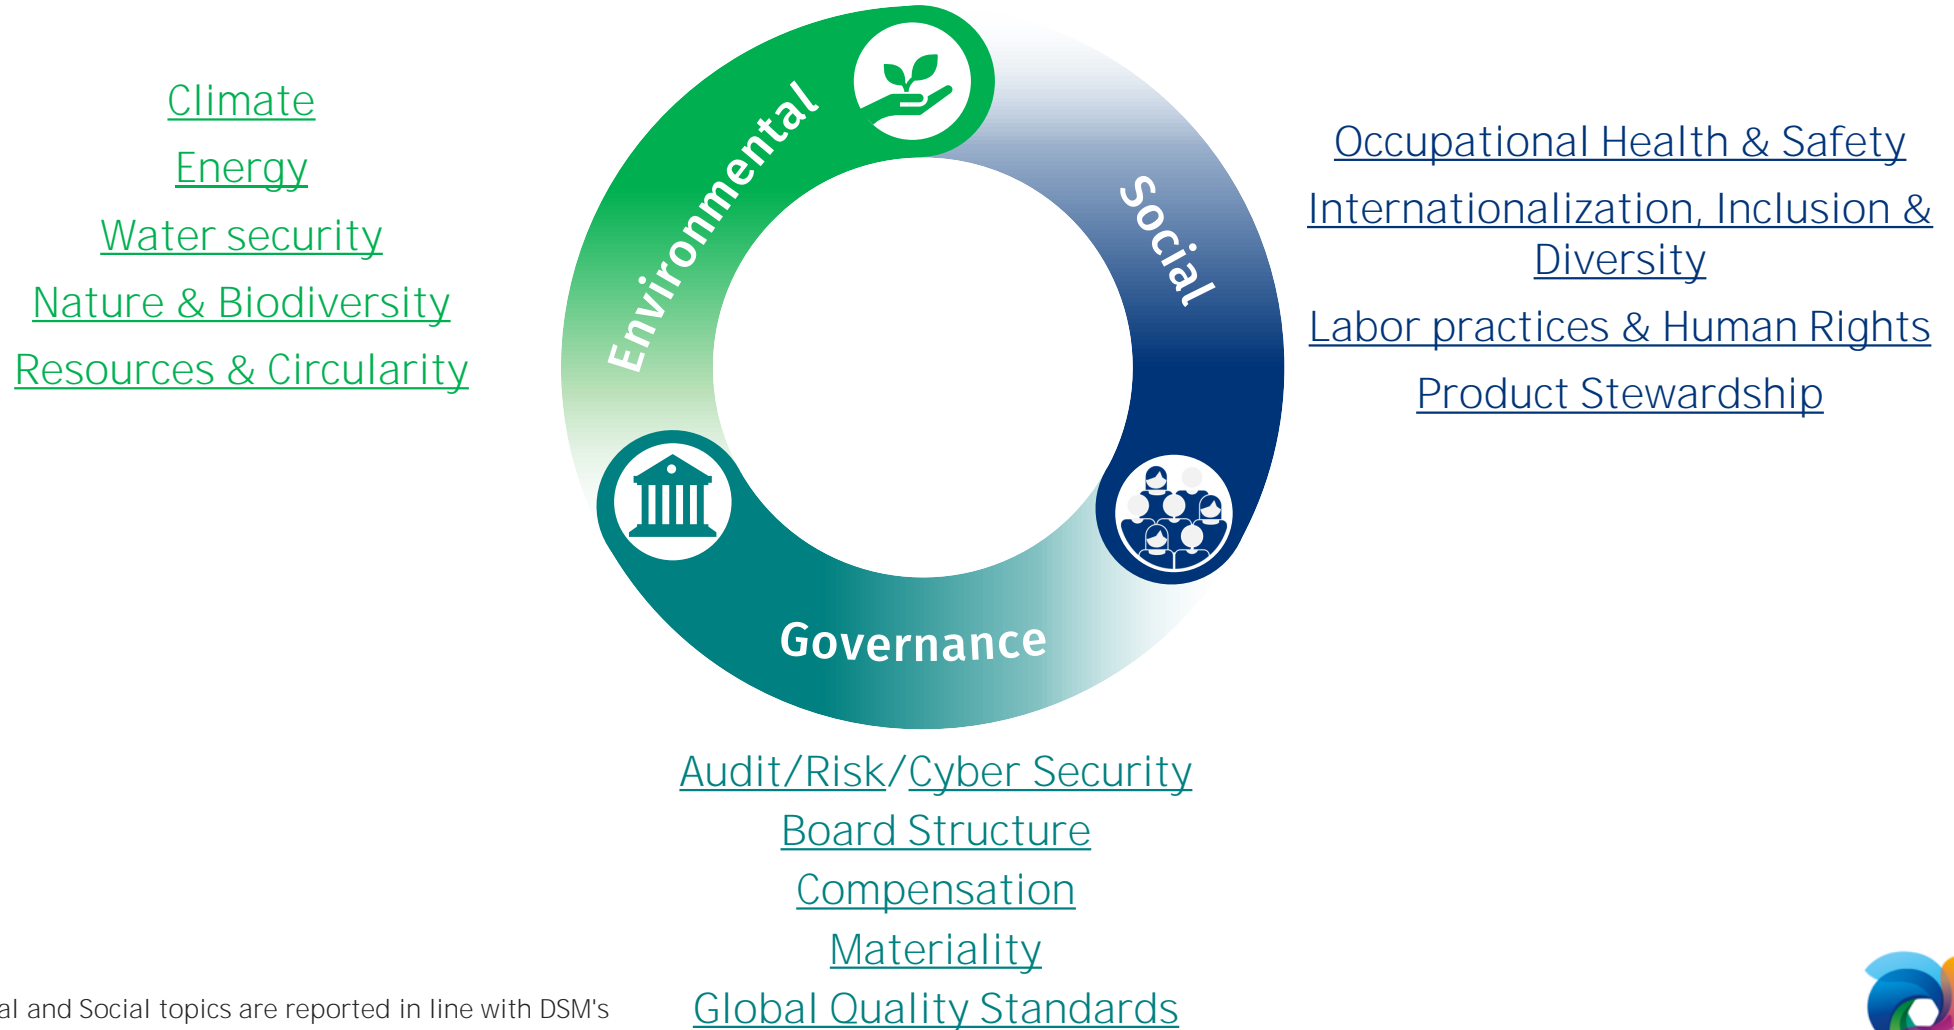 Climate
Energy
Water security
Nature & Biodiversity
Resources & Circularity
Environmental
Social
Governance
Occupational Health & Safety
Internationalization, Inclusion &
Diversity
Labor practices & Human Rights
Product Stewardship
Audit/Risk/Cyber Security
Board Structure
Compensation
Materiality
Global Quality Standards
and Social topics are reported in line with DSM's